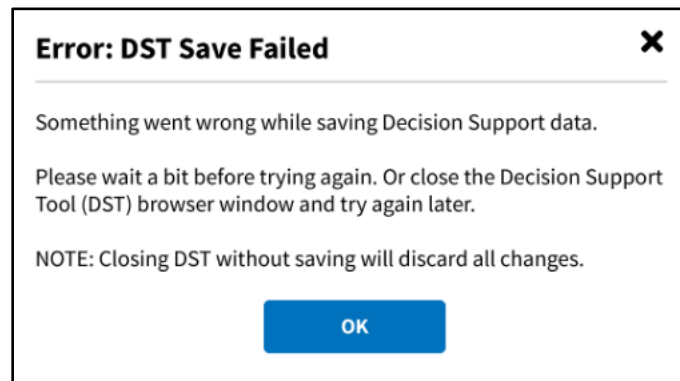 Error: DST Save Failed
Something went wrong while saving Decision Support data.
Please wait a bit before trying again. Or close the Decision Support
Tool (DST) browser window and try again later.
NOTE: Closing DST without saving will discard all changes.
OK